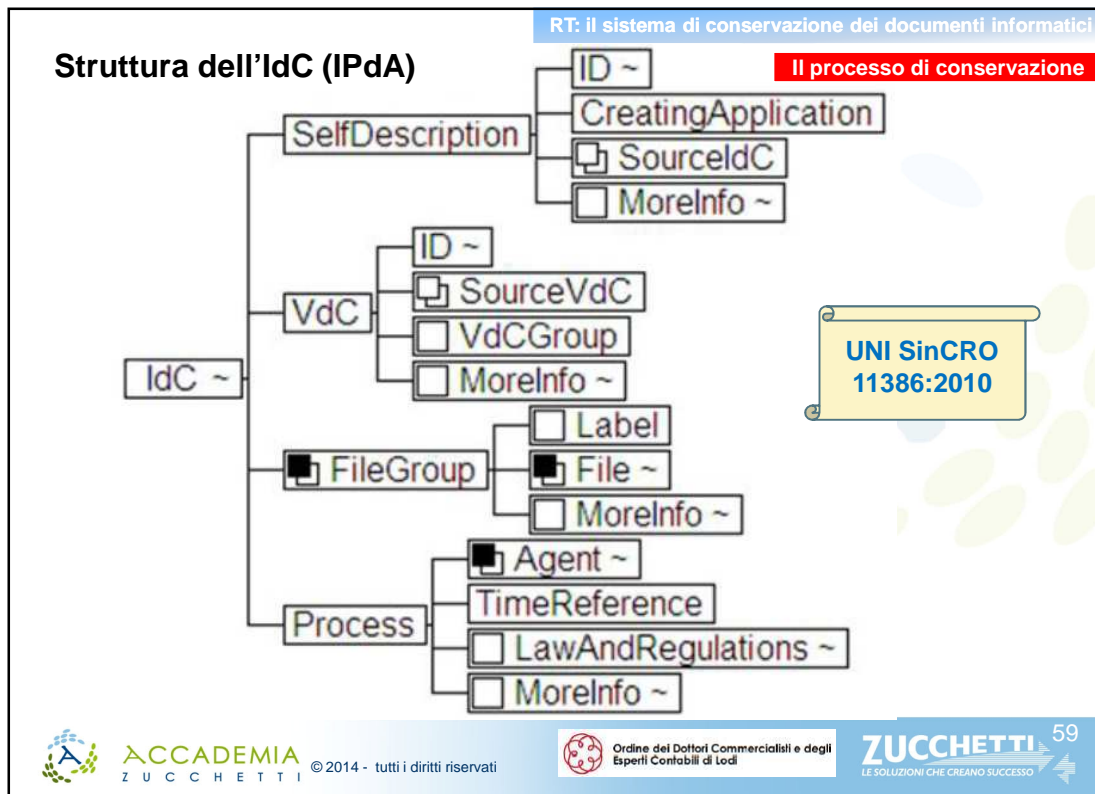 RT: il sistema di conservazione dei documenti informatici
Struttura dell'IdC (IPdA)
Il processo di conservazione
IdC ~
SelfDescription
ID ~
CreatingApplication
SourceIdC
MoreInfo ~
VdC
ID ~
SourceVdC
VdCGroup
MoreInfo ~
FileGroup
Label
File ~
MoreInfo ~
Process
Agent ~
TimeReference
LawAndRegulations ~
MoreInfo ~
UNI SinCRO
11386:2010
A
ACCADEMIA
ZUCCHETTI
© 2014 - tutti i diritti riservati
Ordine dei Dottori Commercialisti e degli
Esperti Contabili di Lodi
ZUCCHETTI
LE SOLUZIONI CHE CREANO SUCCESSO
59